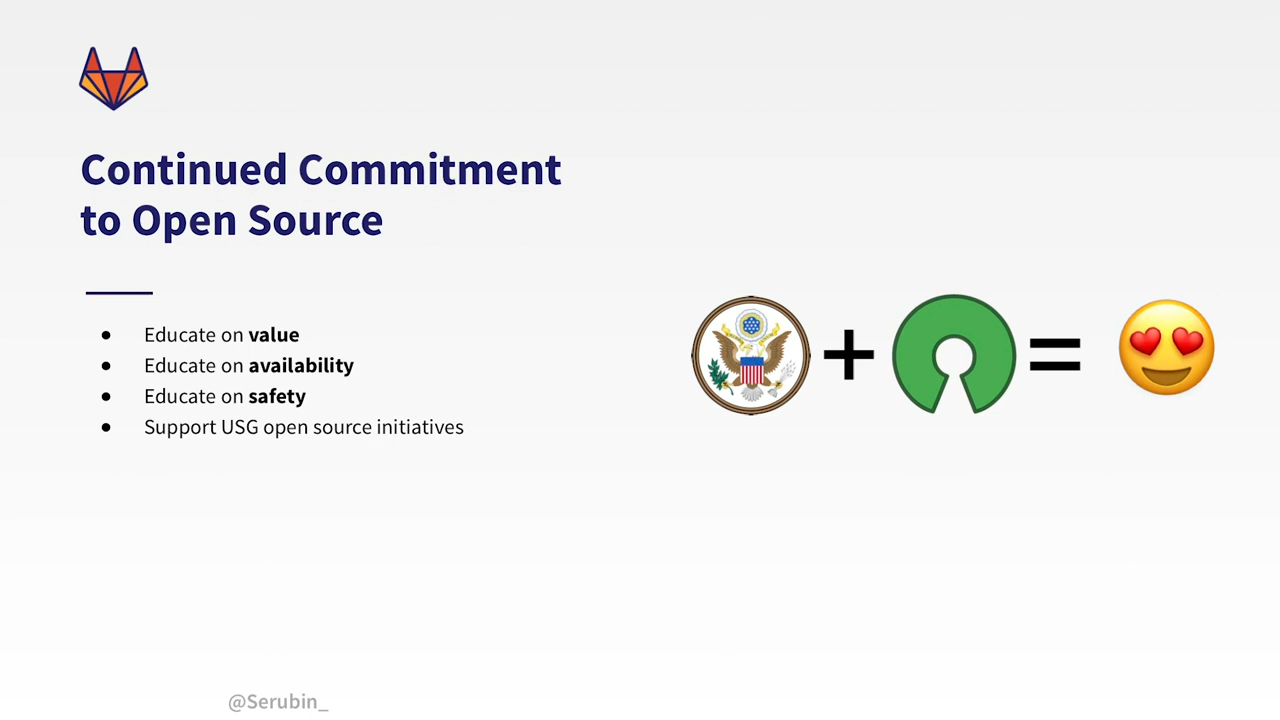 Continued Commitment
to Open Source
● Educate on value
● Educate on availability
● Educate on safety
● Support USG open source initiatives
+ =
@Serubin_